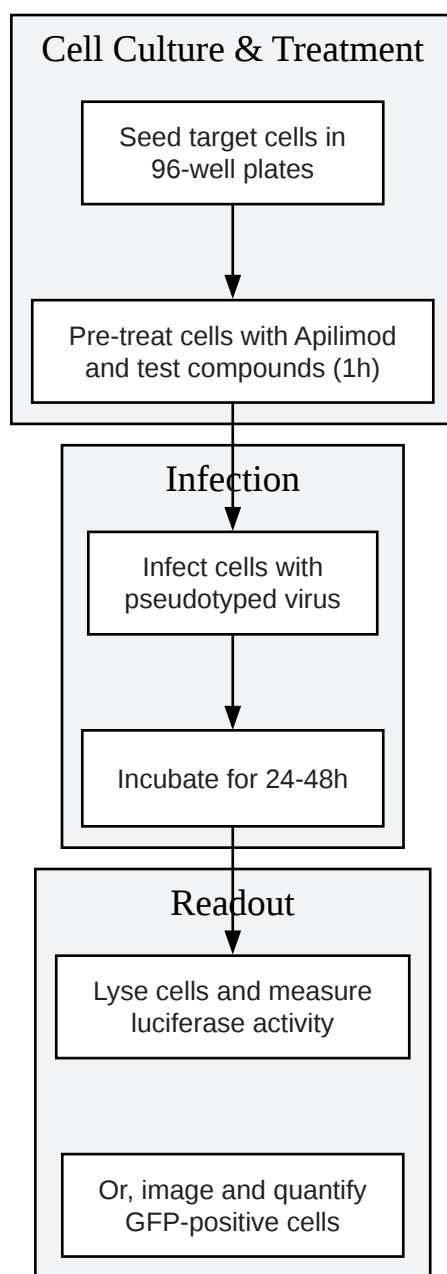 Cell Culture & Treatment
Seed target cells in
96-well plates
Pre-treat cells with Apilimod
and test compounds (1h)
Infection
Infect cells with
pseudotyped virus
Incubate for 24-48h
Readout
Lyse cells and measure
luciferase activity
Or, image and quantify
GFP-positive cells